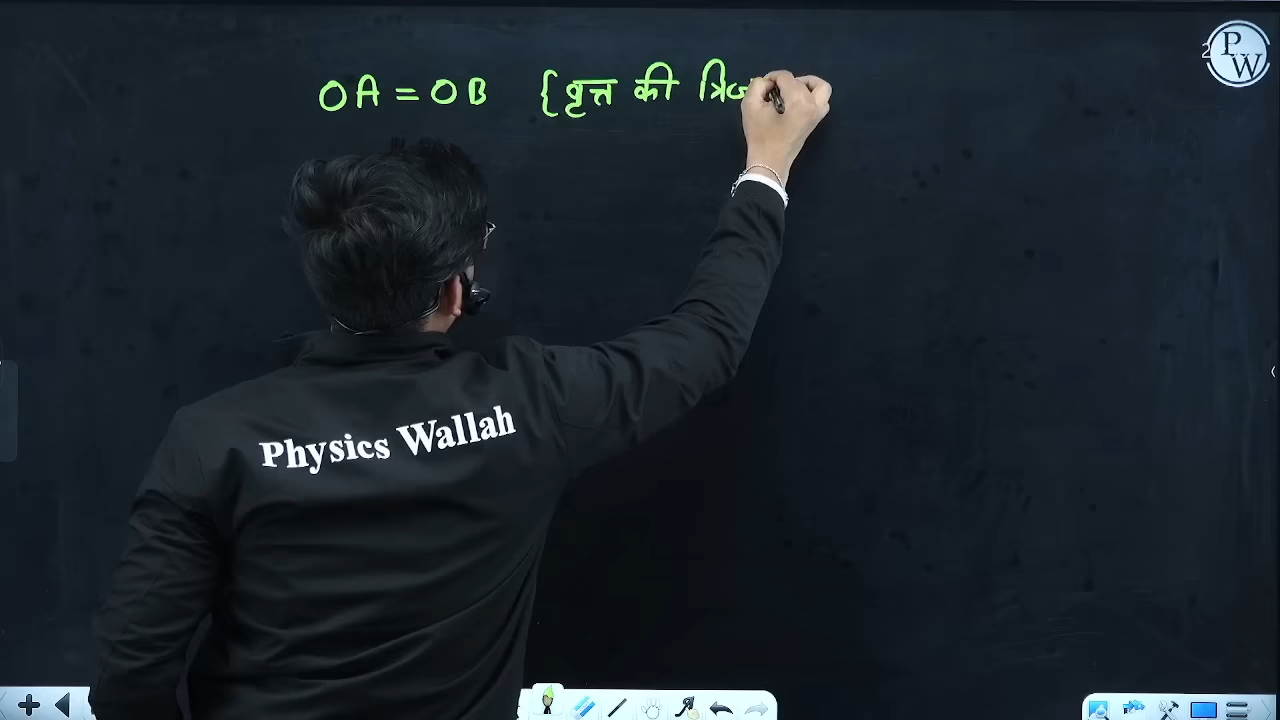 OA = OB {वृत्त की
PW
Physics Wallah